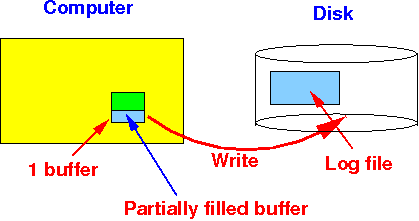 Computer
Disk
1 buffer
Write
Log file
Partially filled buffer